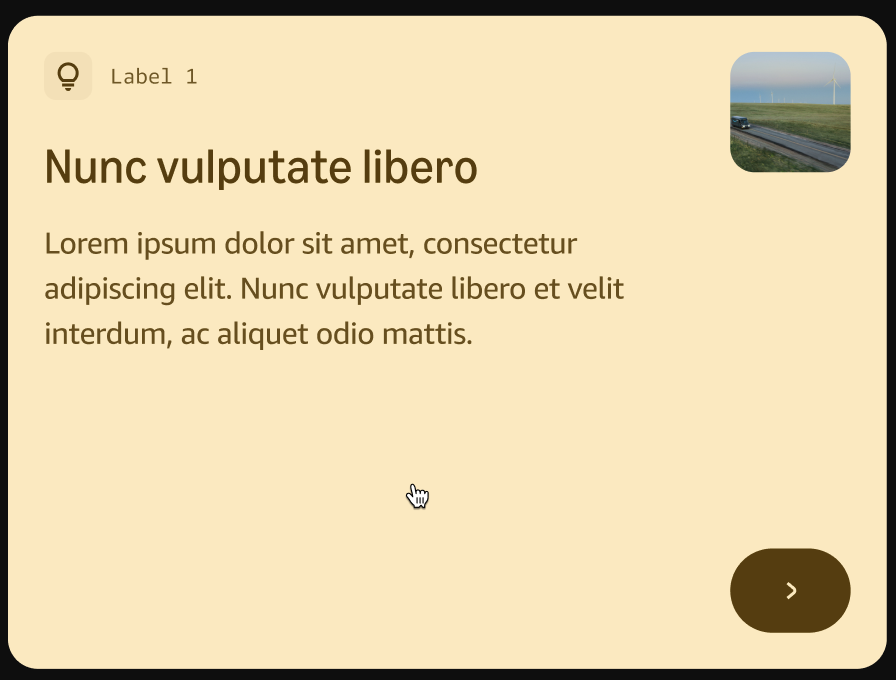 Label 1
Nunc vulputate libero
Lorem ipsum dolor sit amet, consectetur
adipiscing elit. Nunc vulputate libero et velit
interdum, ac aliquet odio mattis.